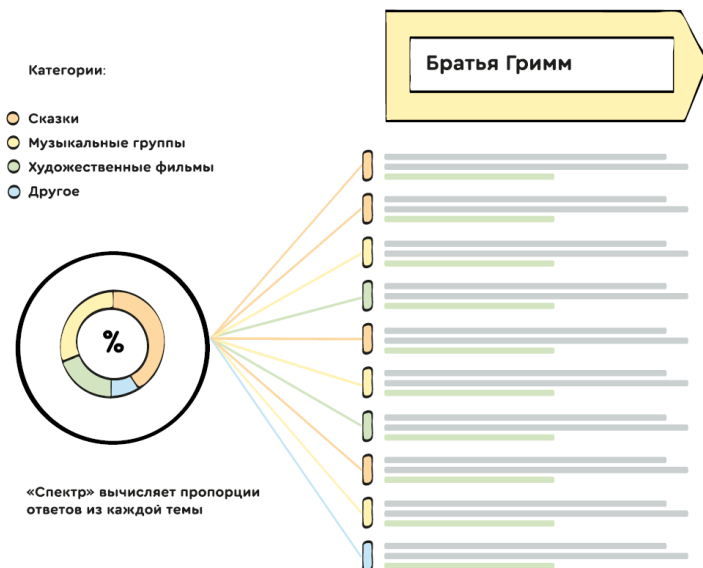 Братья Гримм
Категории:
Сказки
Музыкальные группы
Художественные фильмы
Другое
%
«Спектр» вычисляет пропорции
ответов из каждой темы